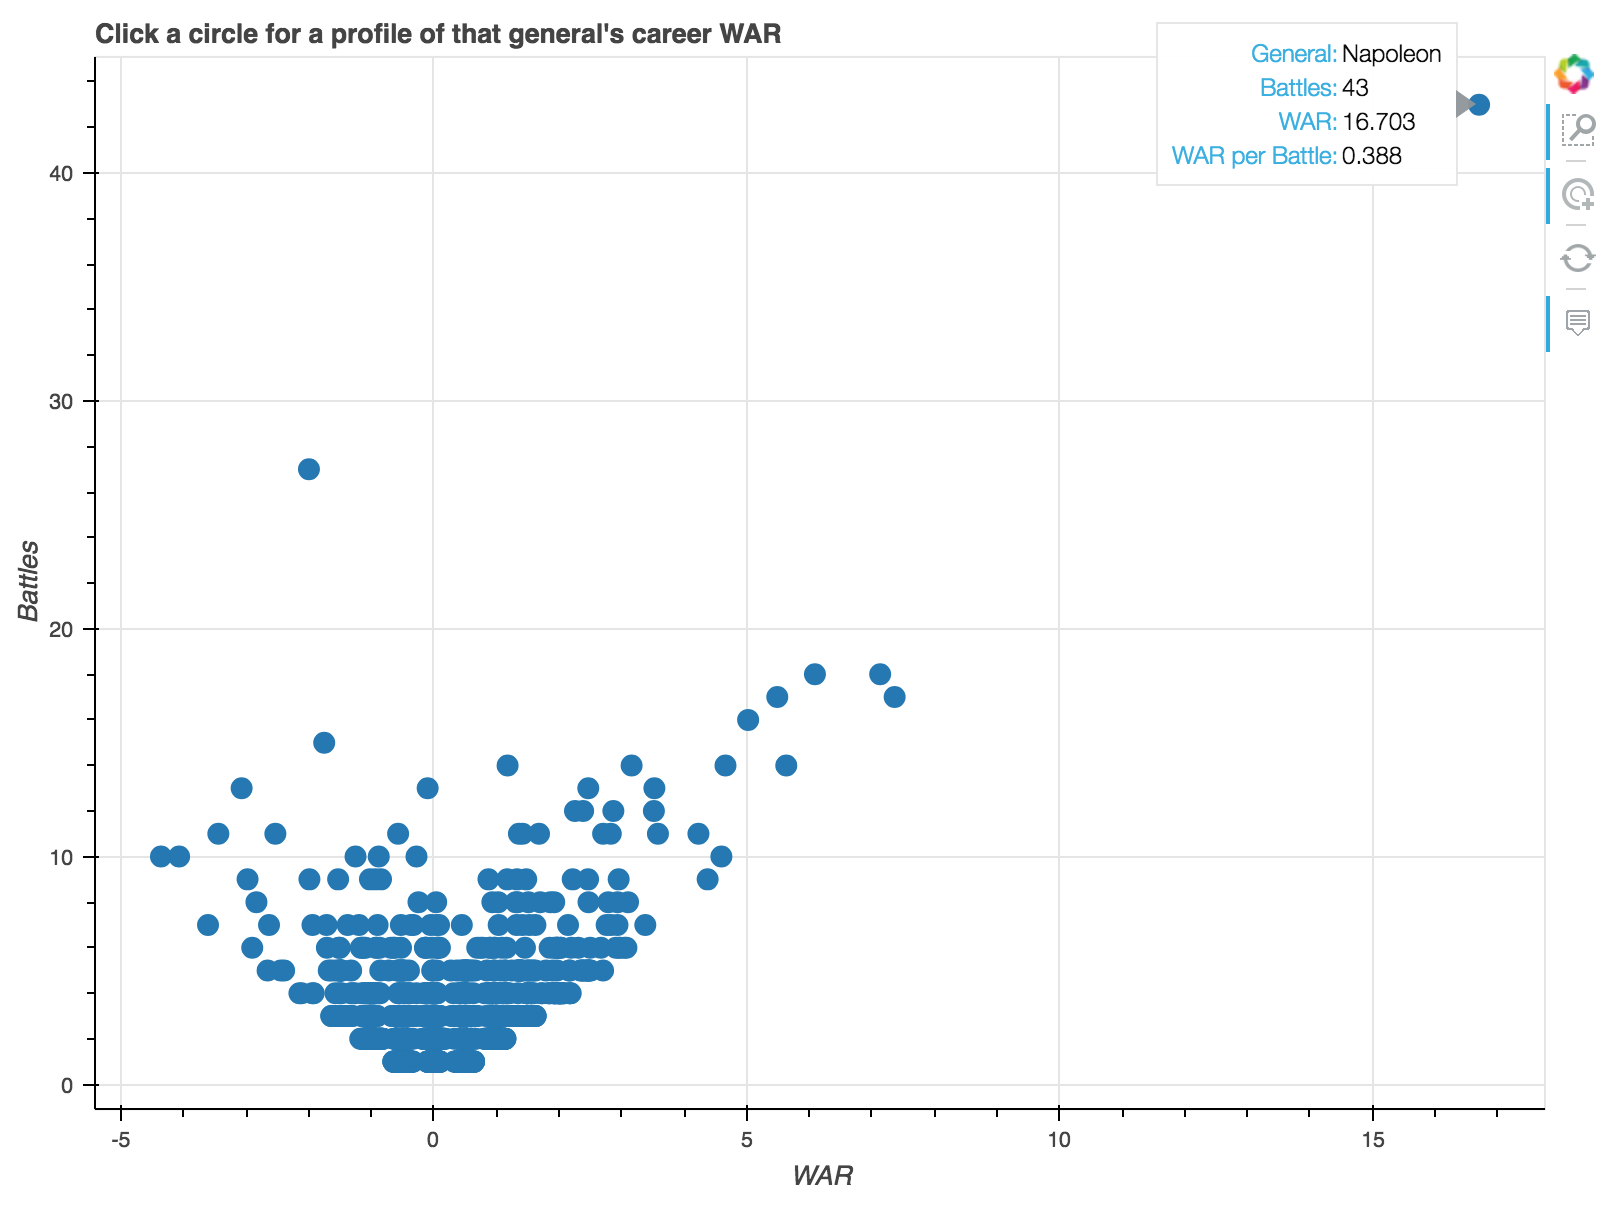 Click a circle for a profile of that general's career WAR
General: Napoleon
Battles: 43
WAR: 16.703
WAR per Battle: 0.388
40
30
20
10
0
Battles
-5 0 5 10 15
WAR